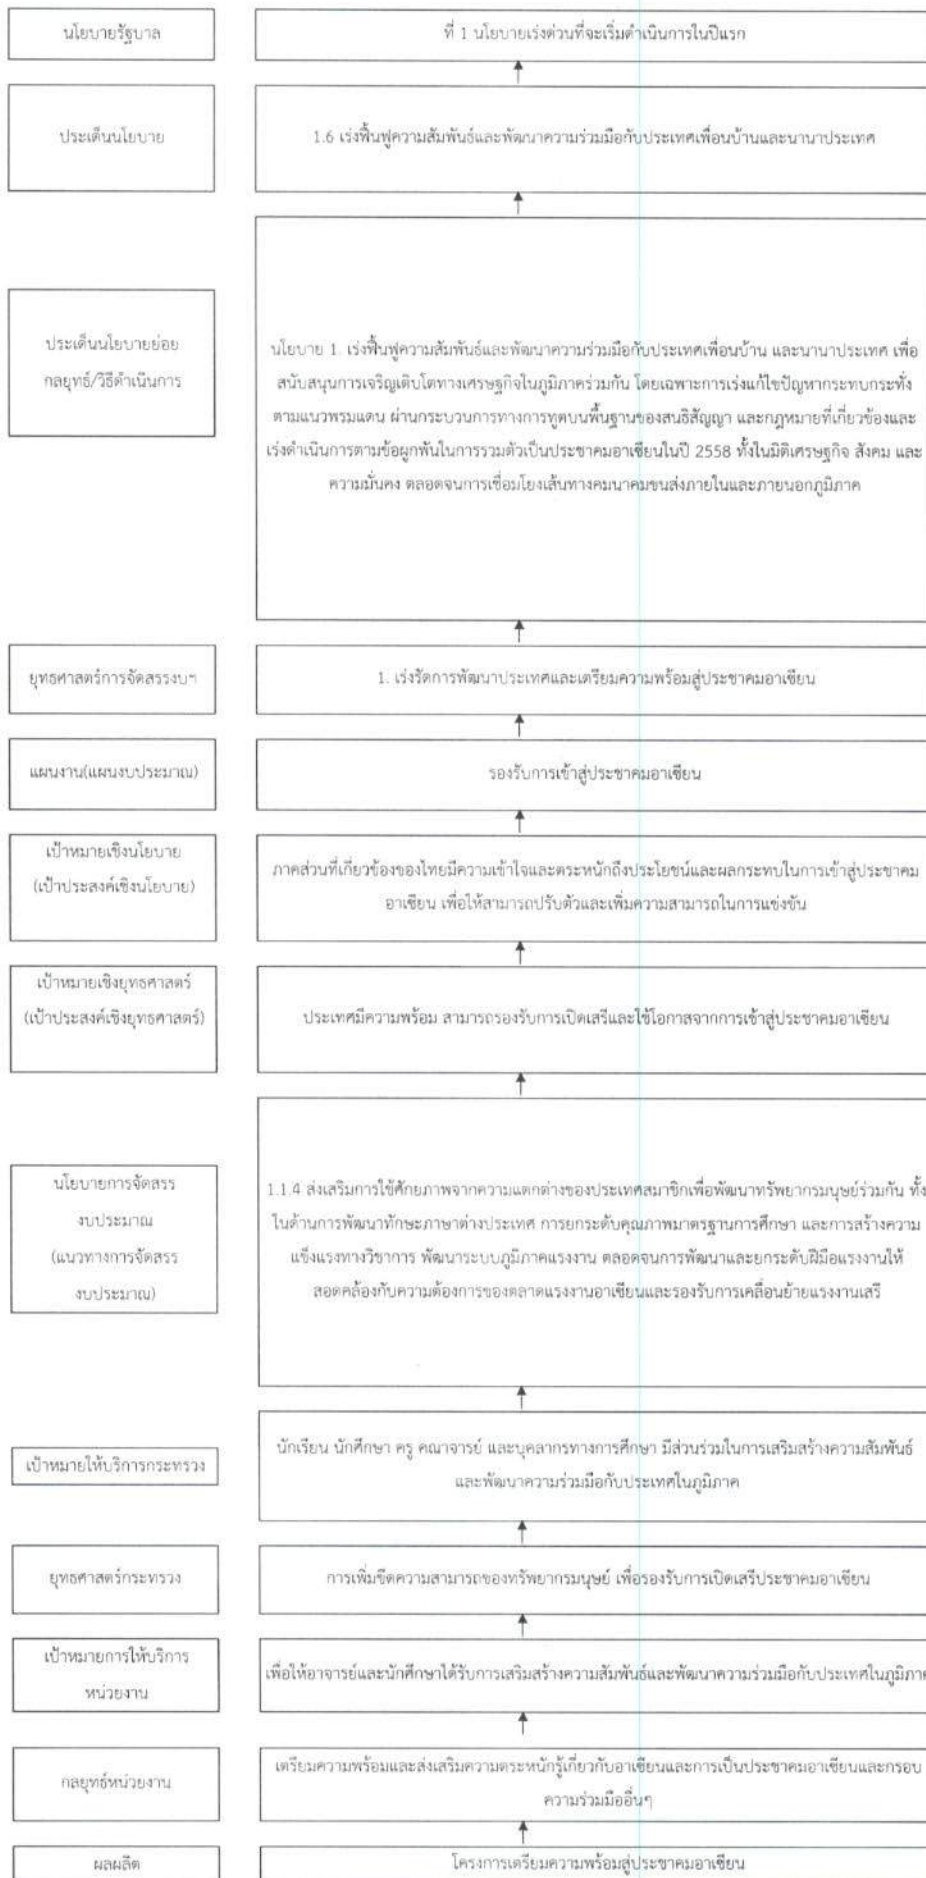 นโยบายรัฐบาล
ที่ 1 นโยบายเร่งด่วนที่จะเริ่มดำเนินการในปีแรก
ประเด็นนโยบาย
1.6 เร่งฟื้นฟูความสัมพันธ์และพัฒนาความร่วมมือกับประเทศเพื่อนบ้านและนานาประเทศ
ประเด็นนโยบายย่อย
กลยุทธ์/วิธีดำเนินการ
นโยบาย 1. เร่งฟื้นฟูความสัมพันธ์และพัฒนาความร่วมมือกับประเทศเพื่อนบ้าน และนานาประเทศ เพื่อ
สนับสนุนการเจริญเติบโตทางเศรษฐกิจในภูมิภาคร่วมกัน โดยเฉพาะการเร่งแก้ไขปัญหากระทบกระทั่ง
ตามแนวพรมแดน ผ่านกระบวนการทางการทูตบนพื้นฐานของสนธิสัญญา และกฎหมายที่เกี่ยวข้องและ
เร่งดำเนินการตามข้อผูกพันในการรวมตัวเป็นประชาคมอาเซียนในปี 2558 ทั้งในมิติเศรษฐกิจ สังคม และ
ความมั่นคง ตลอดจนการเชื่อมโยงเส้นทางคมนาคมขนส่งภายในและภายนอกภูมิภาค
ยุทธศาสตร์การจัดสรรงบฯ
1. เร่งรัดการพัฒนาประเทศและเตรียมความพร้อมสู่ประชาคมอาเซียน
แผนงาน(แผนงบประมาณ)
รองรับการเข้าสู่ประชาคมอาเซียน
เป้าหมายเชิงนโยบาย
(เป้าประสงค์เชิงนโยบาย)
ภาคส่วนที่เกี่ยวข้องของไทยมีความเข้าใจและตระหนักถึงประโยชน์และผลกระทบในการเข้าสู่ประชาคม
อาเซียน เพื่อให้สามารถปรับตัวและเพิ่มความสามารถในการแข่งขัน
เป้าหมายเชิงยุทธศาสตร์
(เป้าประสงค์เชิงยุทธศาสตร์)
ประเทศมีความพร้อม สามารถรองรับการเปิดเสรีและใช้โอกาสจากการเข้าสู่ประชาคมอาเซียน
นโยบายการจัดสรร
งบประมาณ
(แนวทางการจัดสรร
งบประมาณ)
1.1.4 ส่งเสริมการใช้ศักยภาพจากความแตกต่างของประเทศสมาชิกเพื่อพัฒนาทรัพยากรมนุษย์ร่วมกัน ทั้ง
ในด้านการพัฒนาทักษะภาษาต่างประเทศ การยกระดับคุณภาพมาตรฐานการศึกษา และการสร้างความ
แข็งแรงทางวิชาการ พัฒนาระบบภูมิภาคแรงงาน ตลอดจนการพัฒนาและยกระดับฝีมือแรงงานให้
สอดคล้องกับความต้องการของตลาดแรงงานอาเซียนและรองรับการเคลื่อนย้ายแรงงานเสรี
เป้าหมายให้บริการกระทรวง
นักเรียน นักศึกษา ครู คณาจารย์ และบุคลากรทางการศึกษา มีส่วนร่วมในการเสริมสร้างความสัมพันธ์
และพัฒนาความร่วมมือกับประเทศในภูมิภาค
ยุทธศาสตร์กระทรวง
การเพิ่มขีดความสามารถของทรัพยากรมนุษย์ เพื่อรองรับการเปิดเสรีประชาคมอาเซียน
เป้าหมายการให้บริการ
หน่วยงาน
เพื่อให้อาจารย์และนักศึกษาได้รับการเสริมสร้างความสัมพันธ์และพัฒนาความร่วมมือกับประเทศในภูมิภาค
กลยุทธ์หน่วยงาน
เตรียมความพร้อมและส่งเสริมความตระหนักรู้เกี่ยวกับอาเซียนและการเป็นประชาคมอาเซียนและกรอบ
ความร่วมมืออื่นๆ
ผลผลิต
โครงการเตรียมความพร้อมสู่ประชาคมอาเซียน